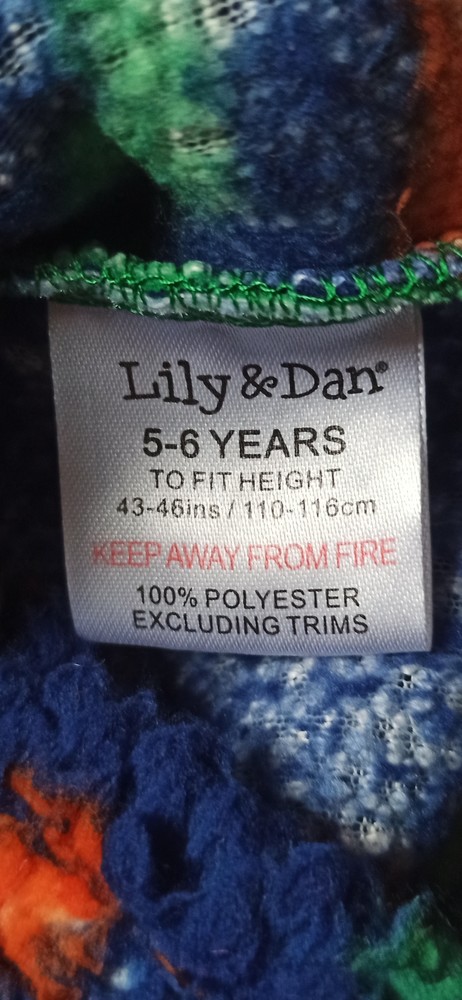 Lily & Dan®
5-6 YEARS
TO FIT HEIGHT
43-46ins / 110-116cm
KEEP AWAY FROM FIRE
100% POLYESTER
EXCLUDING TRIMS